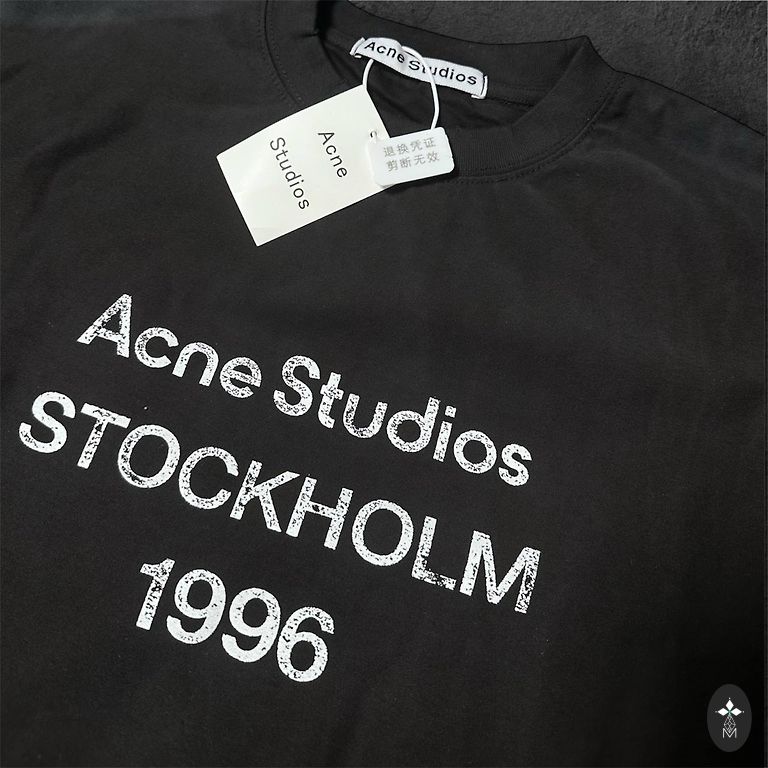 Acne Studios
Acne
Studios
退换凭证
剪断无效
Acne Studios
STOCKHOLM
1996
M